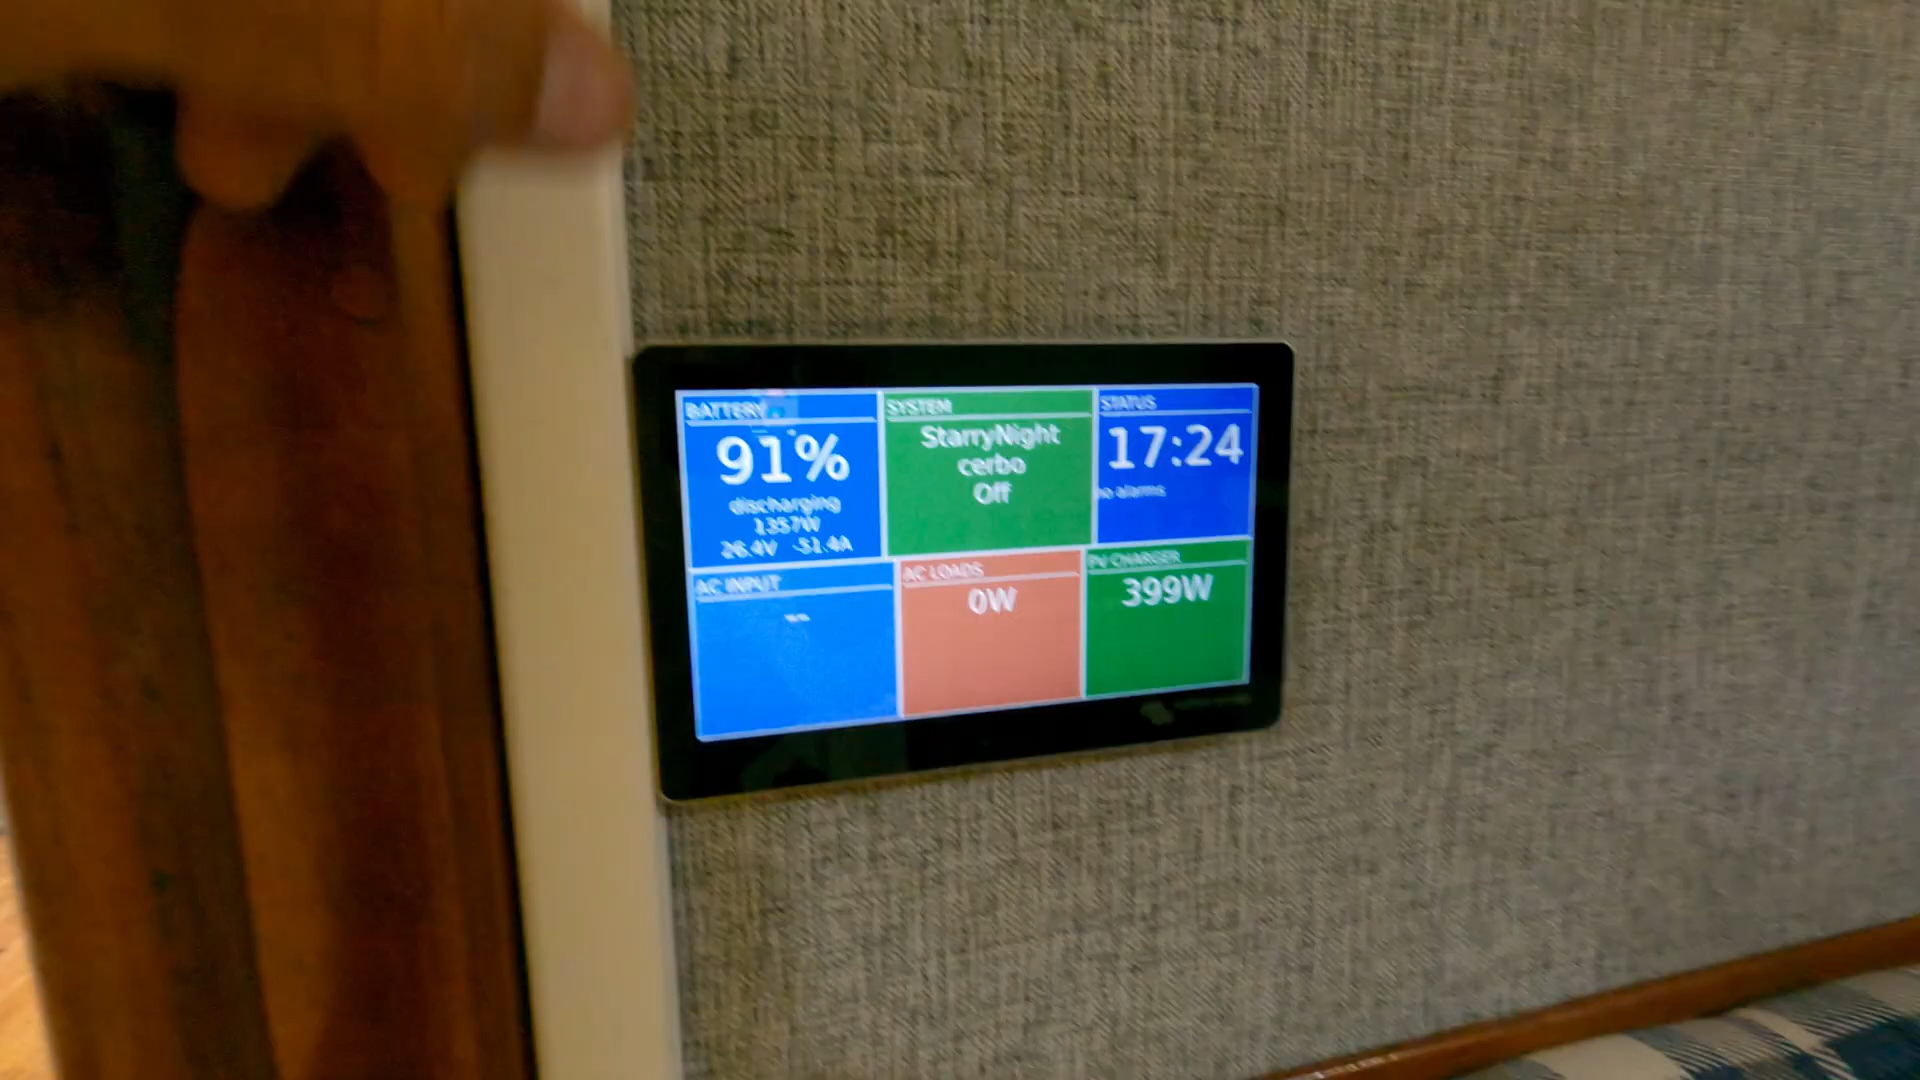 BATTERY
91%
discharging
1357W
26.4V -51.4A
SYSTEM
StarryNight
cerbo
Off
STATUS
17:24
no alarms
AC INPUT
--
AC LOADS
0W
PV CHARGER
399W